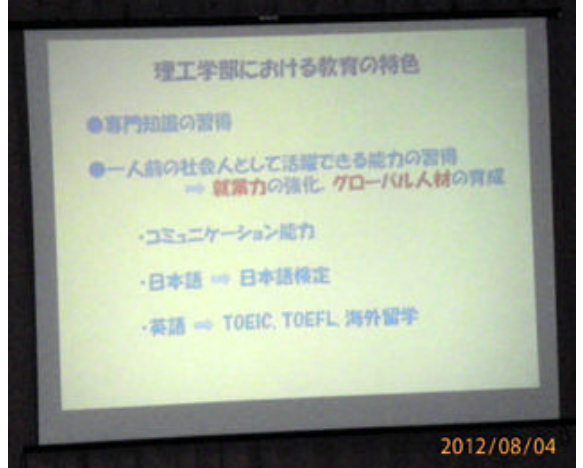 理工学部における教育の特色
●専門知識の習得
●一人前の社会人として活躍できる能力の習得
⇒ 就業力の強化、グローバル人材の育成
・コミュニケーション能力
・日本語 ⇒ 日本語検定
・英語 ⇒ TOEIC, TOEFL, 海外留学
2012/08/04